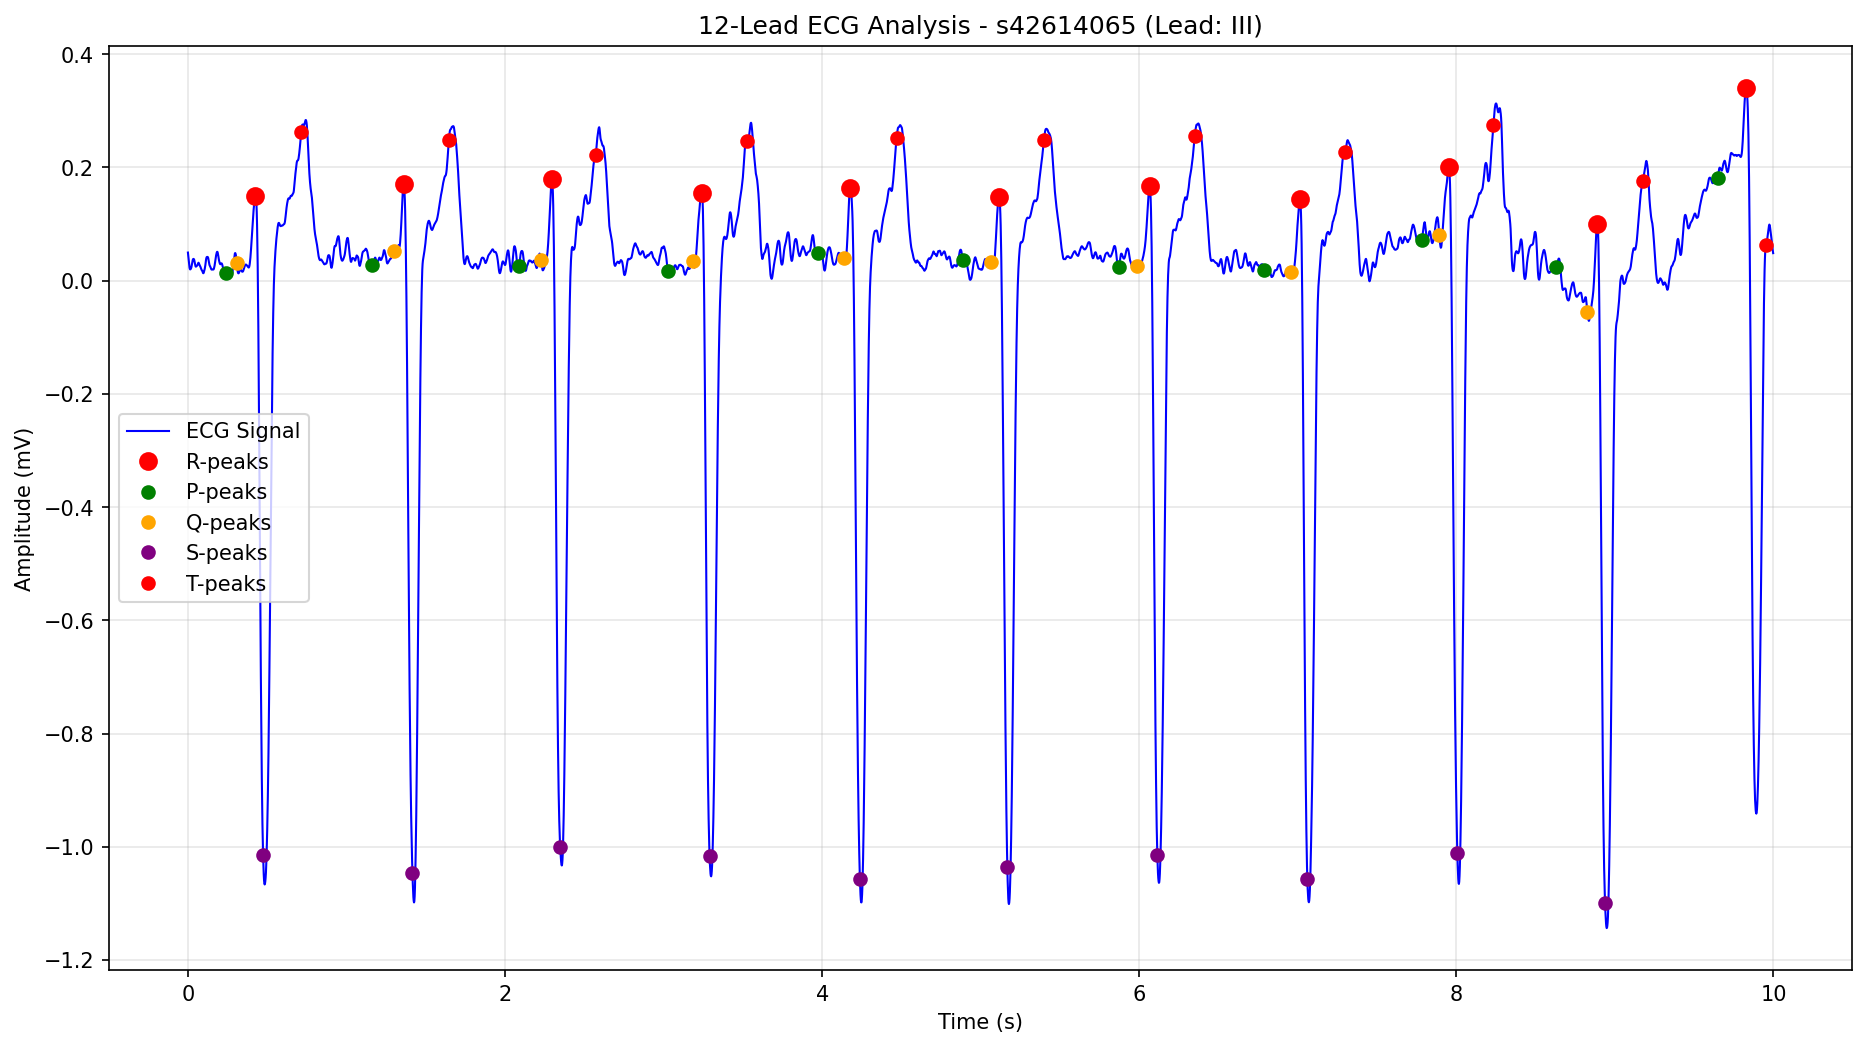 12-Lead ECG Analysis - s42614065 (Lead: III)
0.4
0.2
0.0
−0.2
−0.4
−0.6
−0.8
−1.0
−1.2
Amplitude (mV)
ECG Signal
R-peaks
P-peaks
Q-peaks
S-peaks
T-peaks
0 2 4 6 8 10
Time (s)